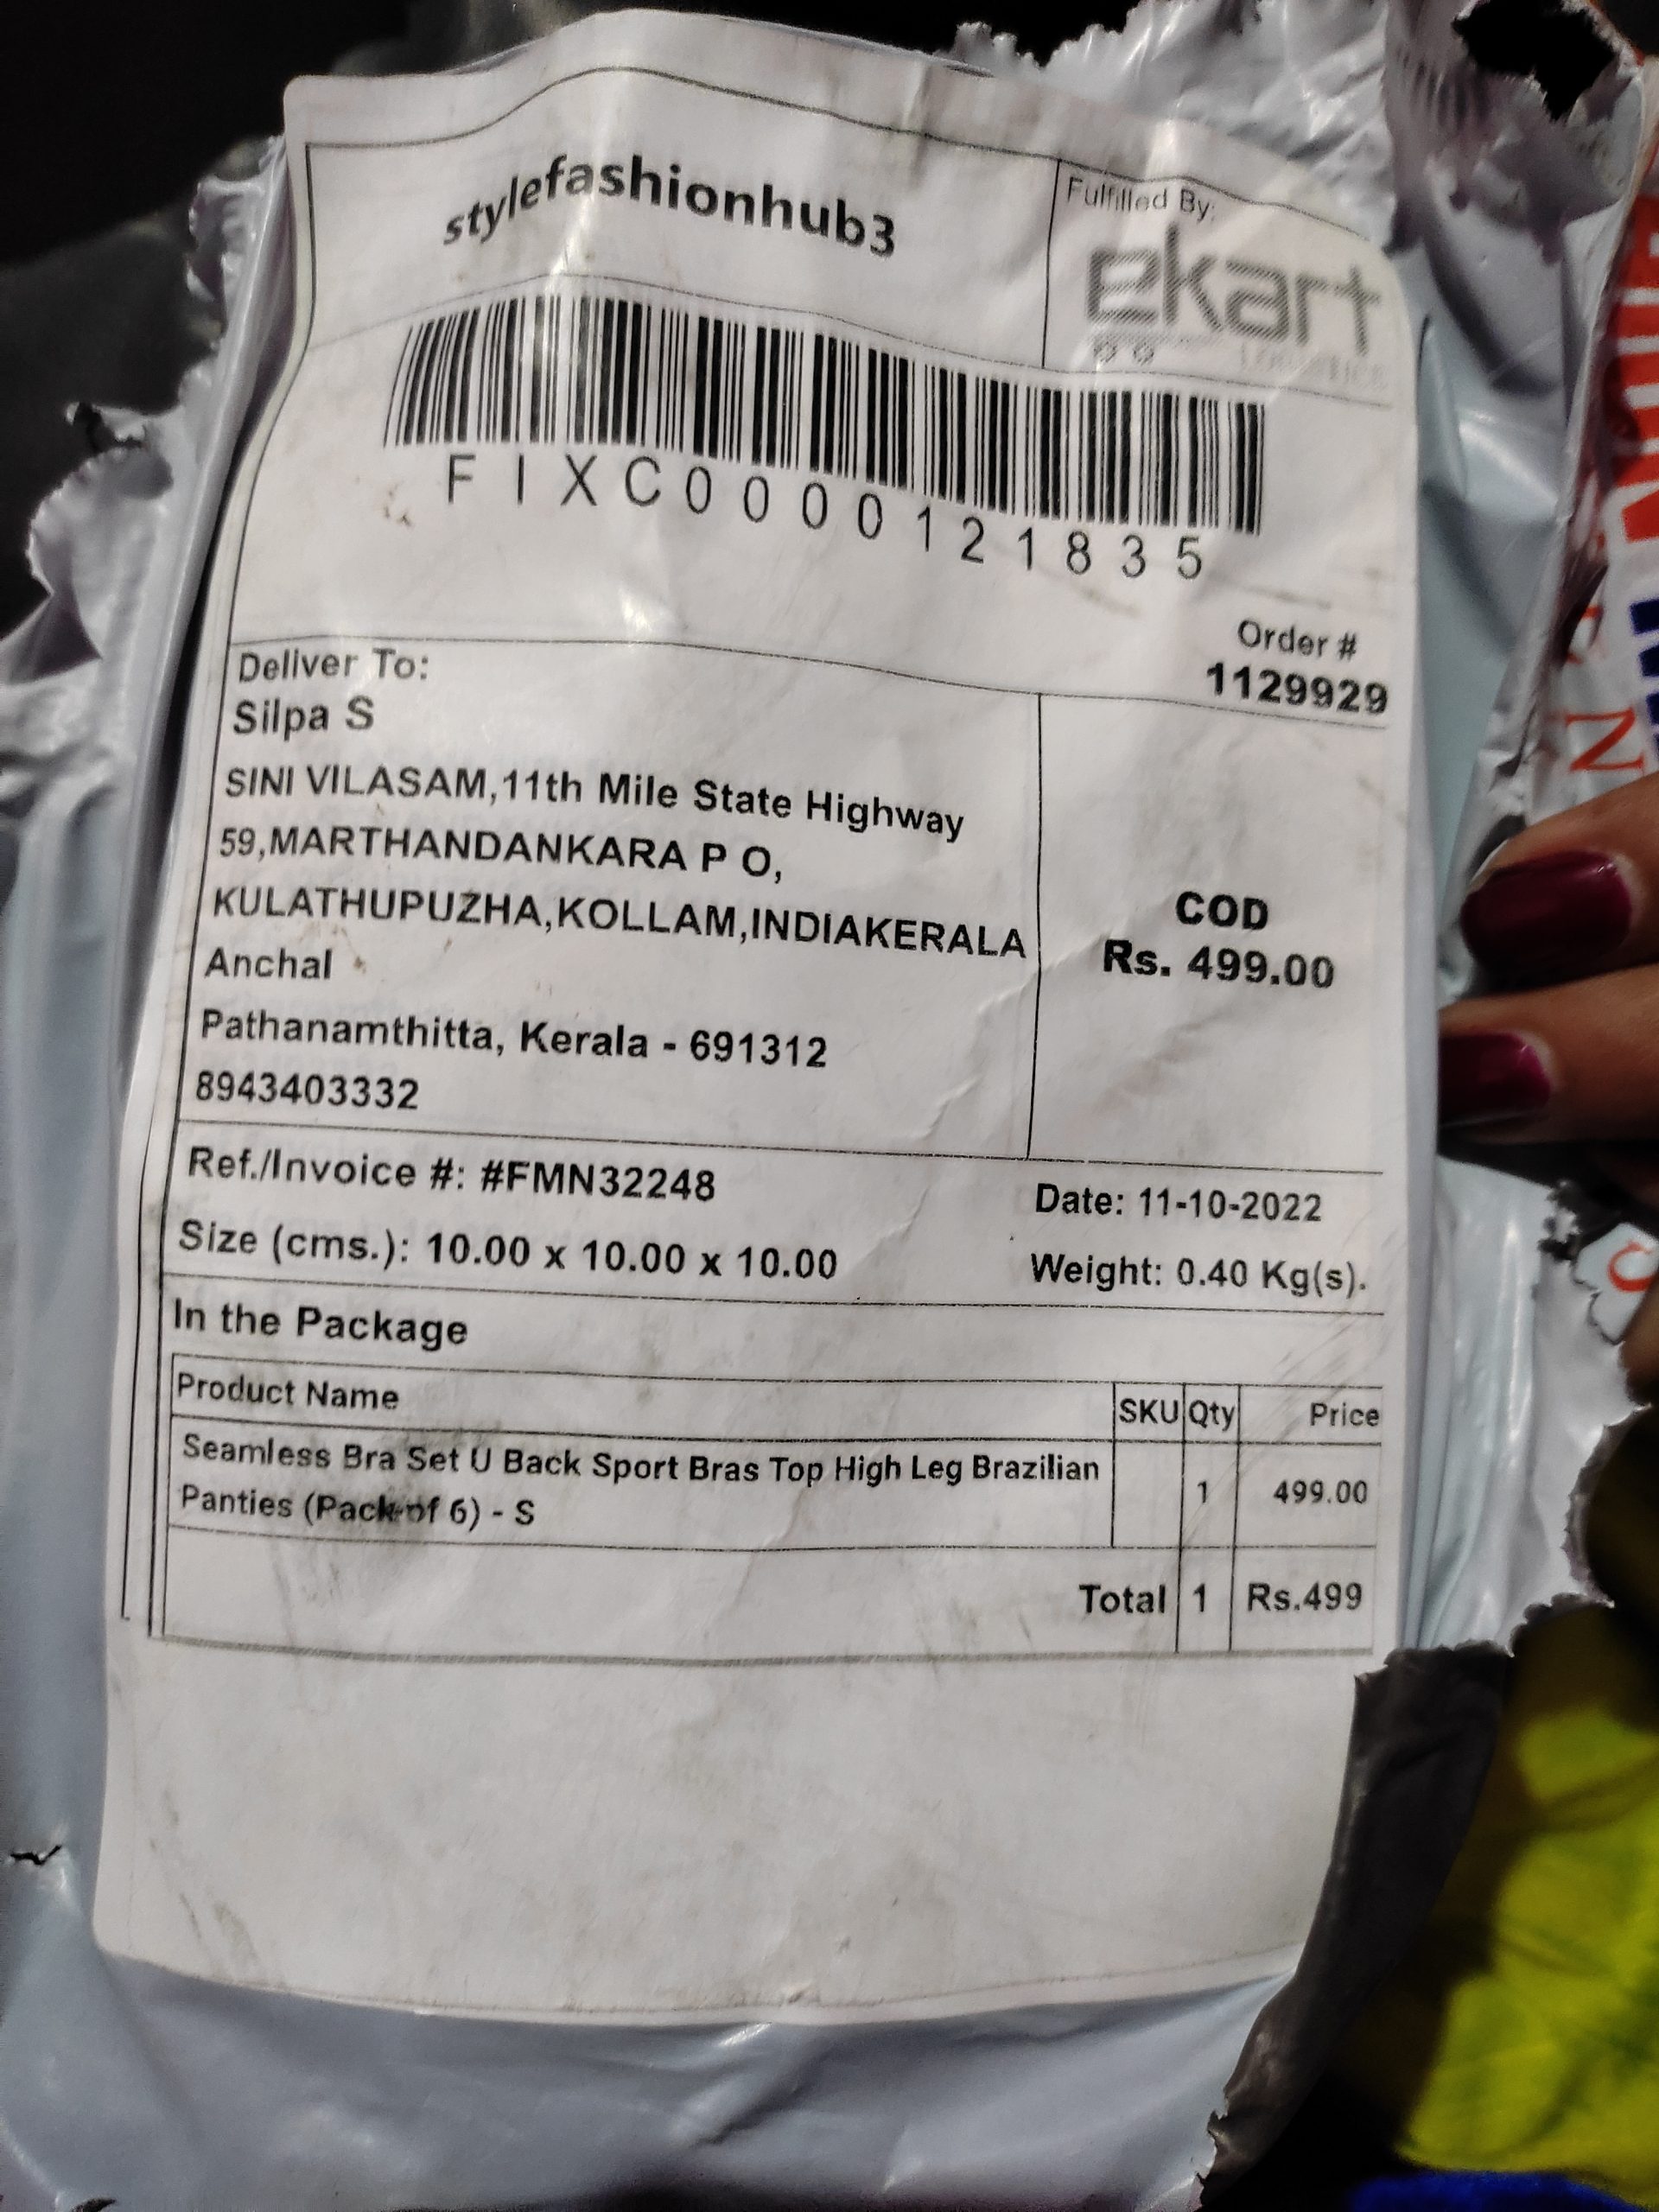 stylefashionhub3
Fulfilled By:
ekart
FIXC0000121835
Order #
1129929
Deliver To:
Silpa S
SINI VILASAM,11th Mile State Highway
59,MARTHANDANKARA P O,
KULATHUPUZHA,KOLLAM,INDIAKERALA
Anchal
Pathanamthitta, Kerala - 691312
8943403332
COD
Rs. 499.00
Ref./Invoice #: #FMN32248
Date: 11-10-2022
Size (cms.): 10.00 x 10.00 x 10.00
Weight: 0.40 Kg(s).
In the Package
Product Name SKU Qty Price
Seamless Bra Set U Back Sport Bras Top High Leg Brazilian
Panties (Pack of 6) - S
1 499.00
Total 1 Rs.499